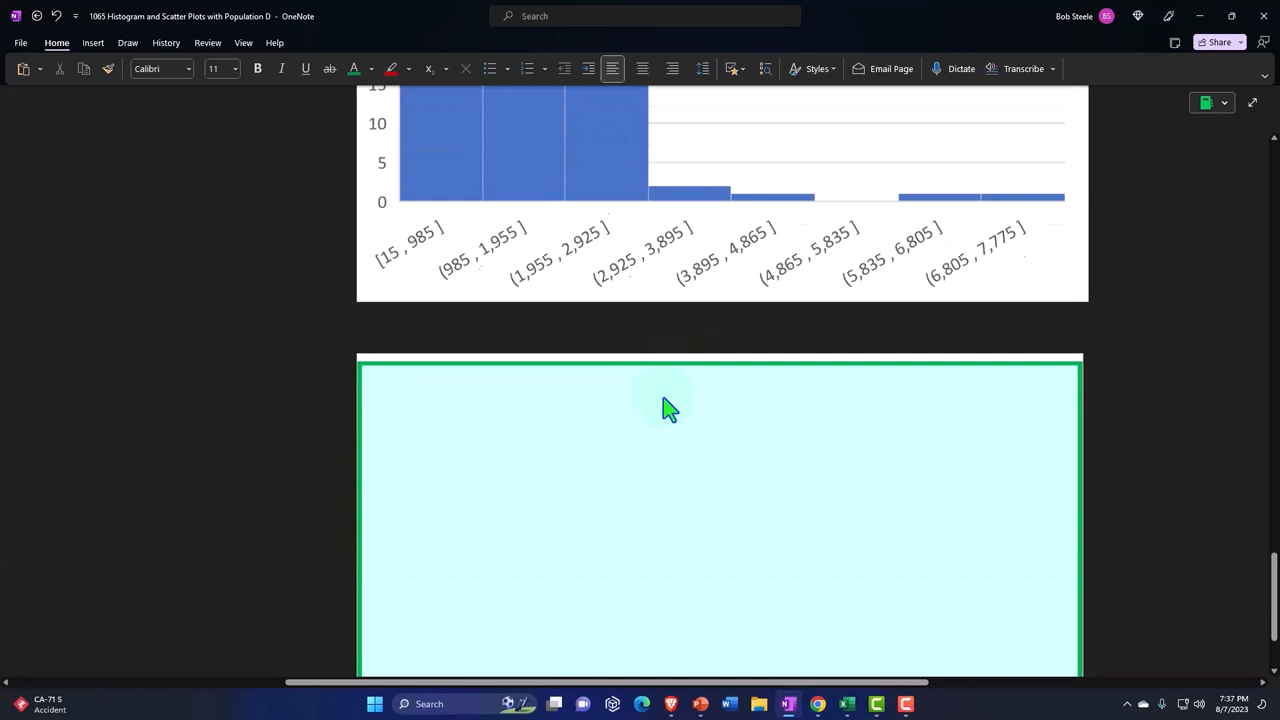 1065 Histogram and Scatter Plots with Population D - OneNote
Search
Bob Steele
BS
File
Home
Insert
Draw
History
Review
View
Help
Share
Calibri
11
B
I
U
ab
A
Styles
Email Page
Dictate
Transcribe
15
10
5
0
[15 , 985 ]
(985 , 1,955 ]
(1,955 , 2,925 ]
(2,925 , 3,895 ]
(3,895 , 4,865 ]
(4,865 , 5,835 ]
(5,835 , 6,805 ]
(6,805 , 7,775 ]
CA-71 S
Accident
Search
7:37 PM
8/7/2023